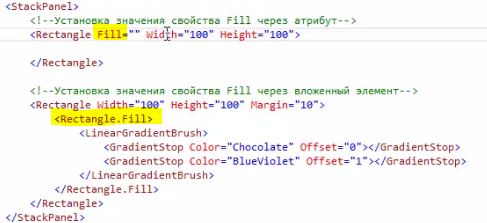 <StackPanel>
<!--Установка значения свойства Fill через атрибут-->
<Rectangle Fill="" Width="100" Height="100">
</Rectangle>
<!--Установка значения свойства Fill через вложенный элемент-->
<Rectangle Width="100" Height="100" Margin="10">
<Rectangle.Fill>
<LinearGradientBrush>
<GradientStop Color="Chocolate" Offset="0"></GradientStop>
<GradientStop Color="BlueViolet" Offset="1"></GradientStop>
</LinearGradientBrush>
</Rectangle.Fill>
</Rectangle>
</StackPanel>